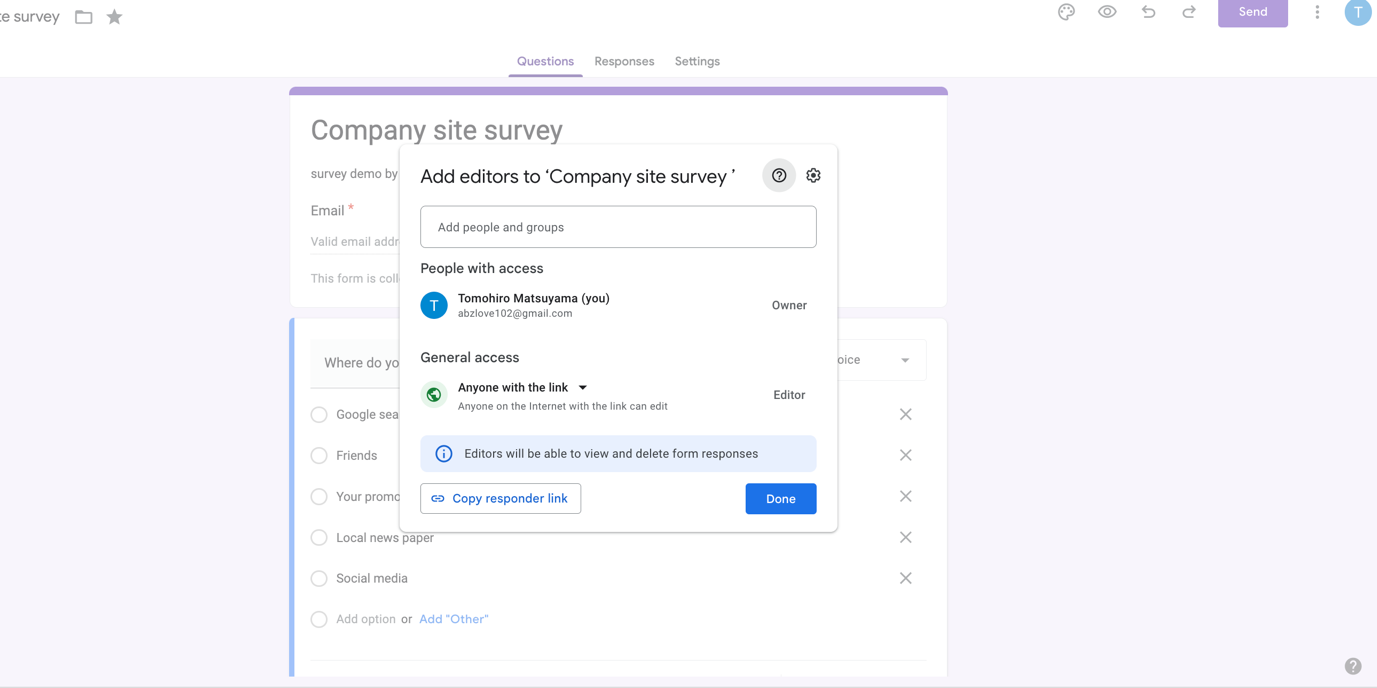 te survey
Send
T
Questions
Responses
Settings
Company site survey
survey demo by
Email *
Valid email addr
This form is coll
Add editors to ‘Company site survey ’
Add people and groups
People with access
T
Tomohiro Matsuyama (you)
abzlove102@gmail.com
Owner
General access
Anyone with the link
Anyone on the Internet with the link can edit
Editor
Editors will be able to view and delete form responses
Copy responder link
Done
Where do yo
oice
Google sea
Friends
Your promo
Local news paper
Social media
Add option or Add "Other"